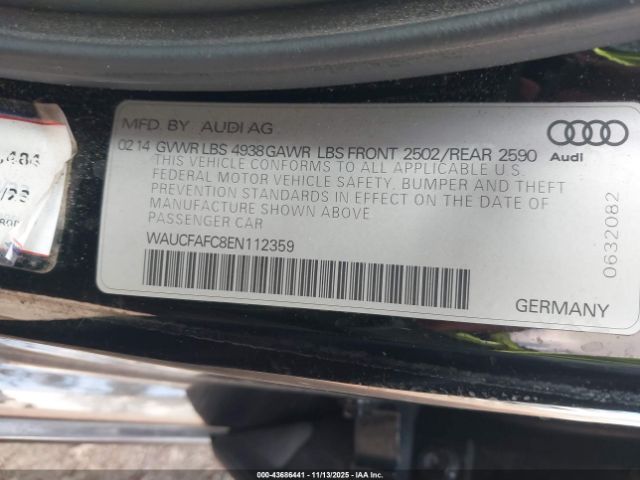 MFD. BY AUDI AG
02 14 GVWR LBS 4938 GAWR LBS FRONT 2502/REAR 2590
THIS VEHICLE CONFORMS TO ALL APPLICABLE U.S.
FEDERAL MOTOR VEHICLE SAFETY, BUMPER AND THEFT
PREVENTION STANDARDS IN EFFECT ON THE DATE OF
MANUFACTURE SHOWN ABOVE
PASSENGER CAR
WAUCFAFC8EN112359
Audi
0632082
GERMANY
000-43686441 - 11/13/2025 - IAA Inc.